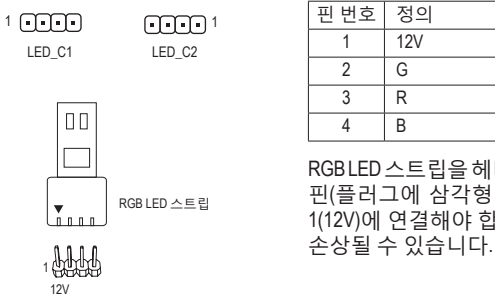 1
1
LED_C1
LED_C2
핀 번호 정의
1 12V
2 G
3 R
4 B
RGB LED 스트립
1
12V
RGB LED 스트립을
핀(플러그에 삼각형
1(12V)에 연결해야
손상될 수 있습니다.